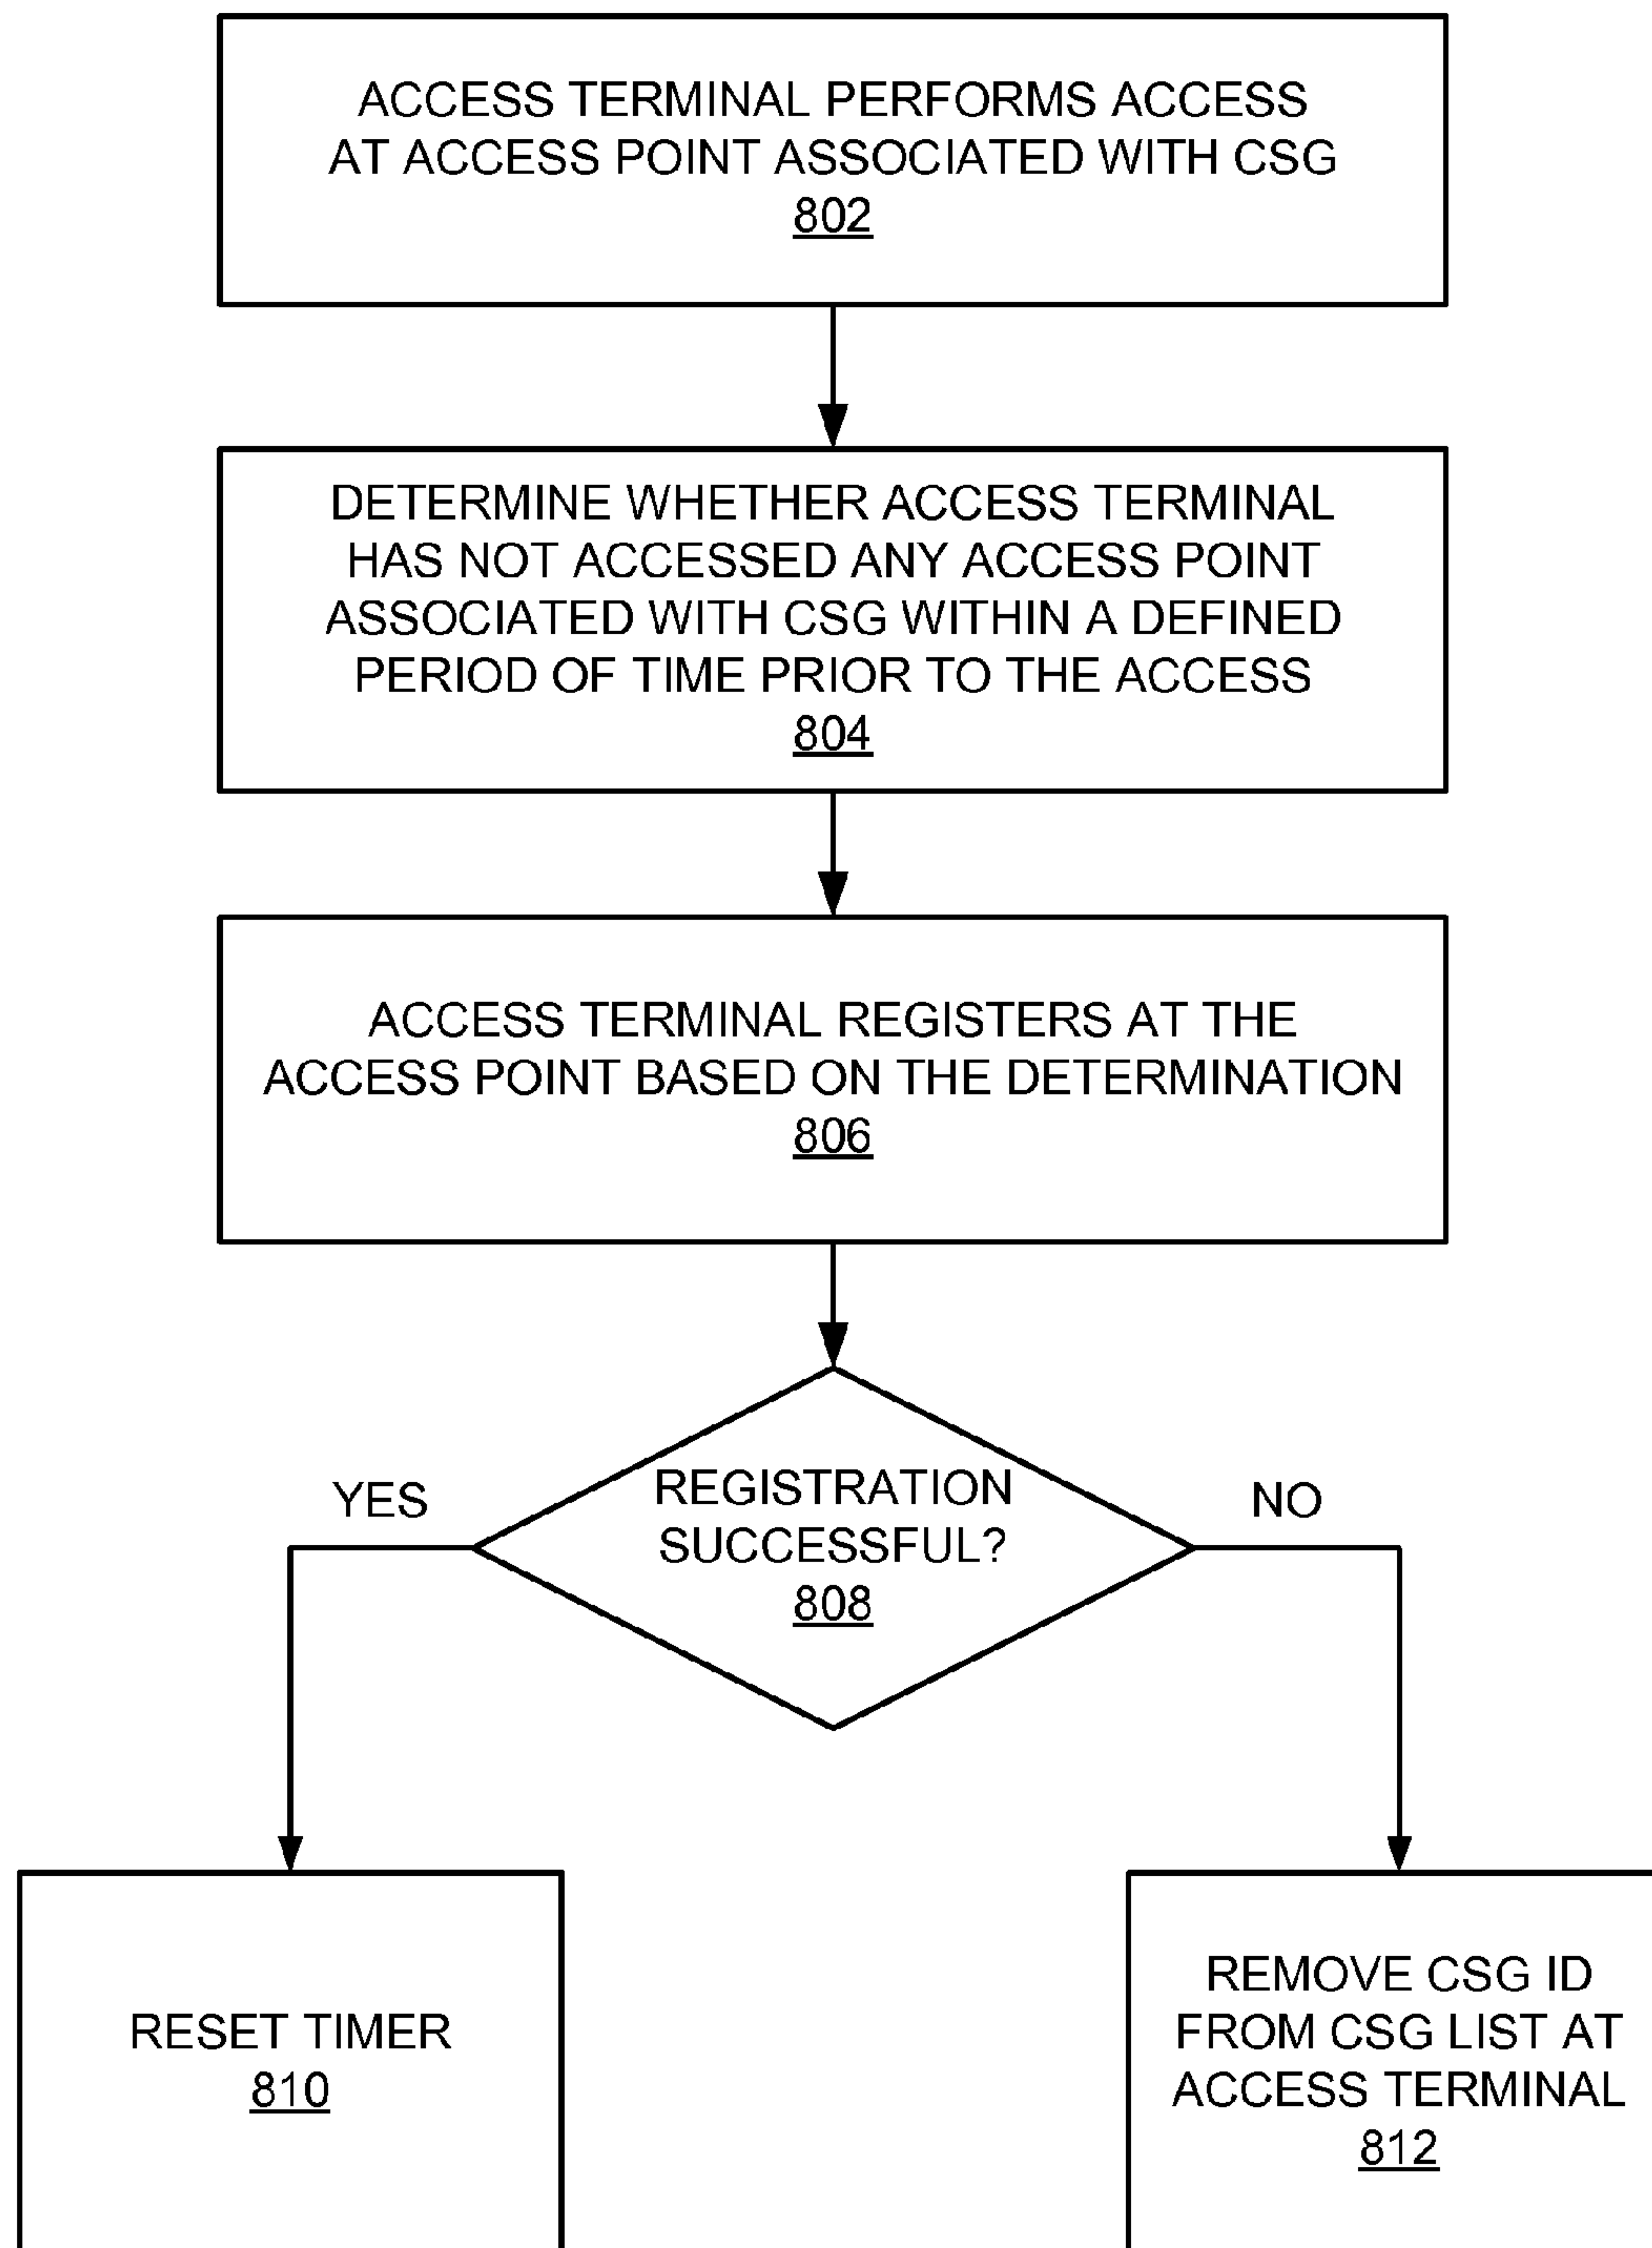 ACCESS TERMINAL PERFORMS ACCESS
AT ACCESS POINT ASSOCIATED WITH CSG
802
DETERMINE WHETHER ACCESS TERMINAL
HAS NOT ACCESSED ANY ACCESS POINT
ASSOCIATED WITH CSG WITHIN A DEFINED
PERIOD OF TIME PRIOR TO THE ACCESS
804
ACCESS TERMINAL REGISTERS AT THE
ACCESS POINT BASED ON THE DETERMINATION
806
REGISTRATION
SUCCESSFUL?
808
YES
NO
RESET TIMER
810
REMOVE CSG ID
FROM CSG LIST AT
ACCESS TERMINAL
812